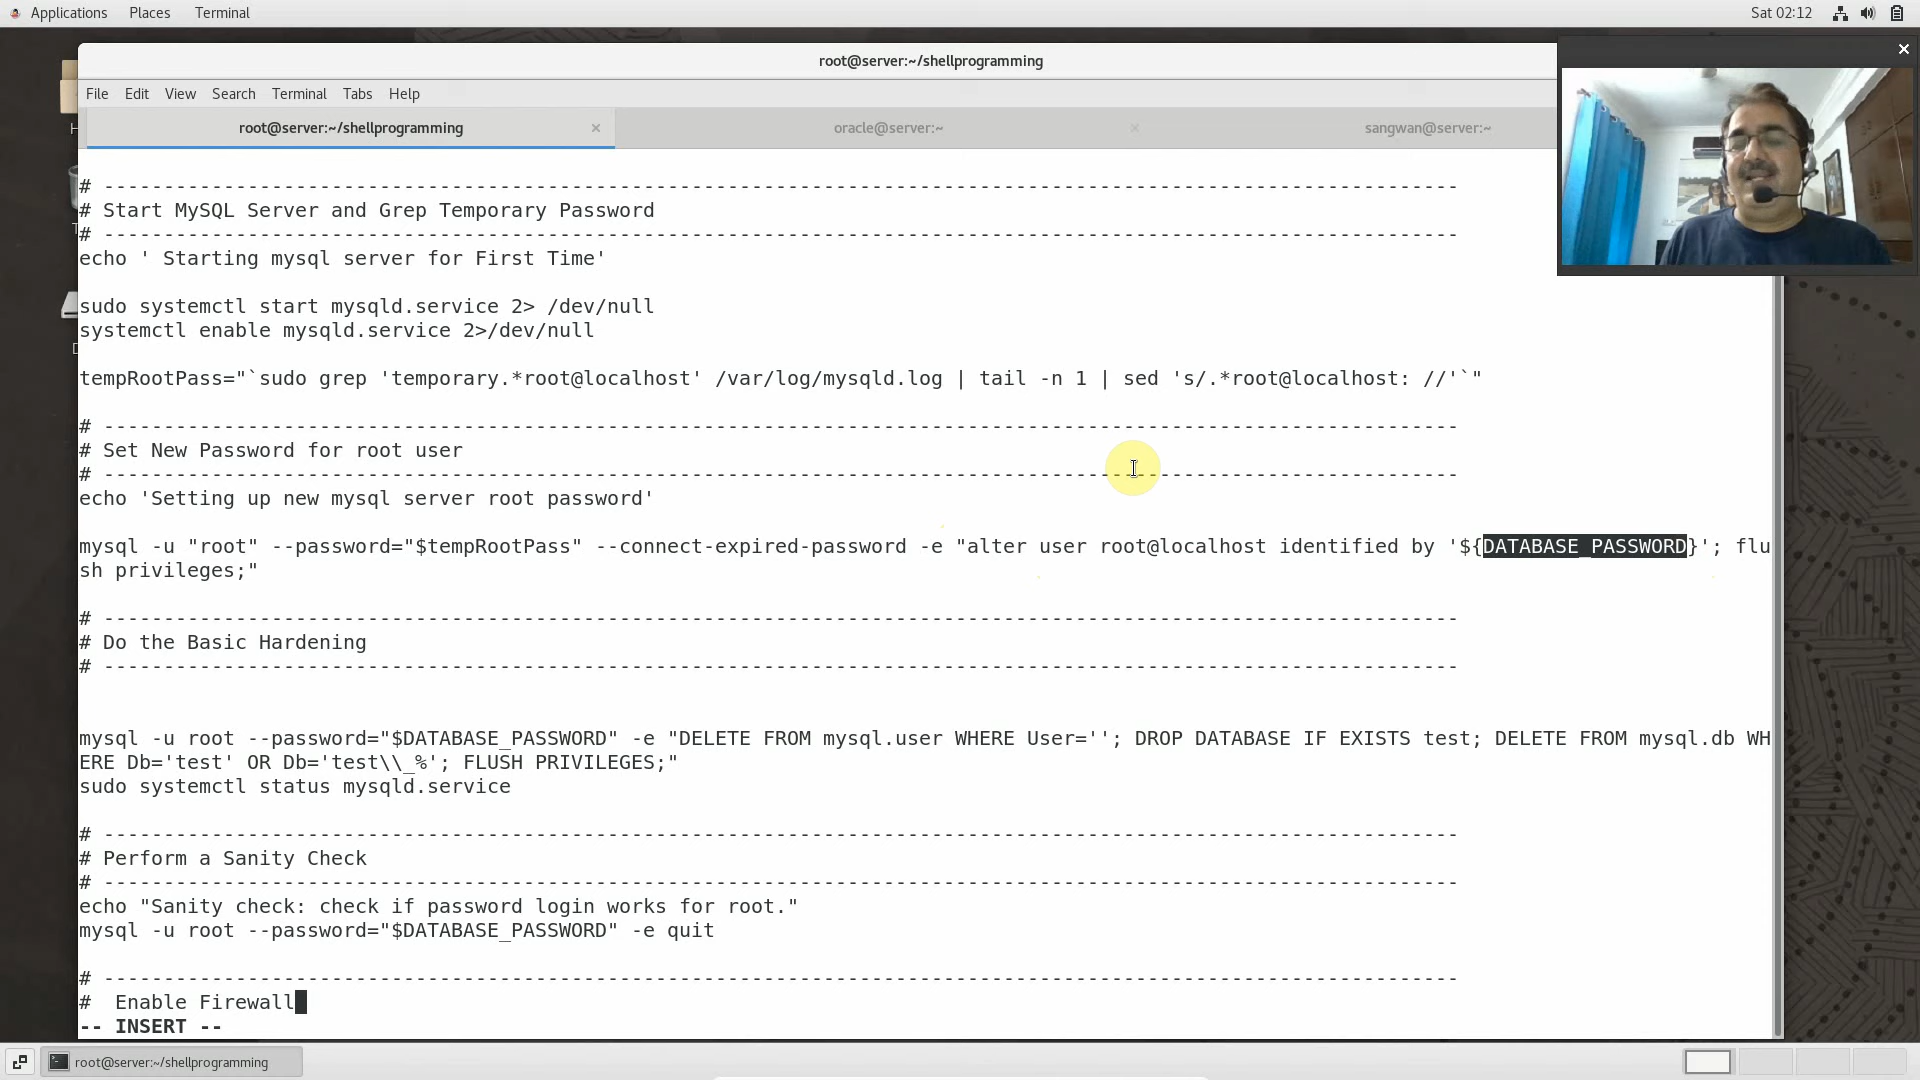 Applications Places Terminal Sat 02:12
root@server:~/shellprogramming
File Edit View Search Terminal Tabs Help
root@server:~/shellprogramming × oracle@server:~ × sangwan@server:~
# -----------------------------------------------------------------------------------------------------------------
# Start MySQL Server and Grep Temporary Password
# -----------------------------------------------------------------------------------------------------------------
echo ' Starting mysql server for First Time'
sudo systemctl start mysqld.service 2> /dev/null
systemctl enable mysqld.service 2>/dev/null
tempRootPass="`sudo grep 'temporary.*root@localhost' /var/log/mysqld.log | tail -n 1 | sed 's/.*root@localhost: //'`"
# -----------------------------------------------------------------------------------------------------------------
# Set New Password for root user
# -----------------------------------------------------------------------------------------------------------------
echo 'Setting up new mysql server root password'
mysql -u "root" --password="$tempRootPass" --connect-expired-password -e "alter user root@localhost identified by '${DATABASE_PASSWORD}'; flu
sh privileges;"
# -----------------------------------------------------------------------------------------------------------------
# Do the Basic Hardening
# -----------------------------------------------------------------------------------------------------------------
mysql -u root --password="$DATABASE_PASSWORD" -e "DELETE FROM mysql.user WHERE User=''; DROP DATABASE IF EXISTS test; DELETE FROM mysql.db WH
ERE Db='test' OR Db='test\\_%'; FLUSH PRIVILEGES;"
sudo systemctl status mysqld.service
# -----------------------------------------------------------------------------------------------------------------
# Perform a Sanity Check
# -----------------------------------------------------------------------------------------------------------------
echo "Sanity check: check if password login works for root."
mysql -u root --password="$DATABASE_PASSWORD" -e quit
# -----------------------------------------------------------------------------------------------------------------
#  Enable Firewall
-- INSERT --
root@server:~/shellprogramming